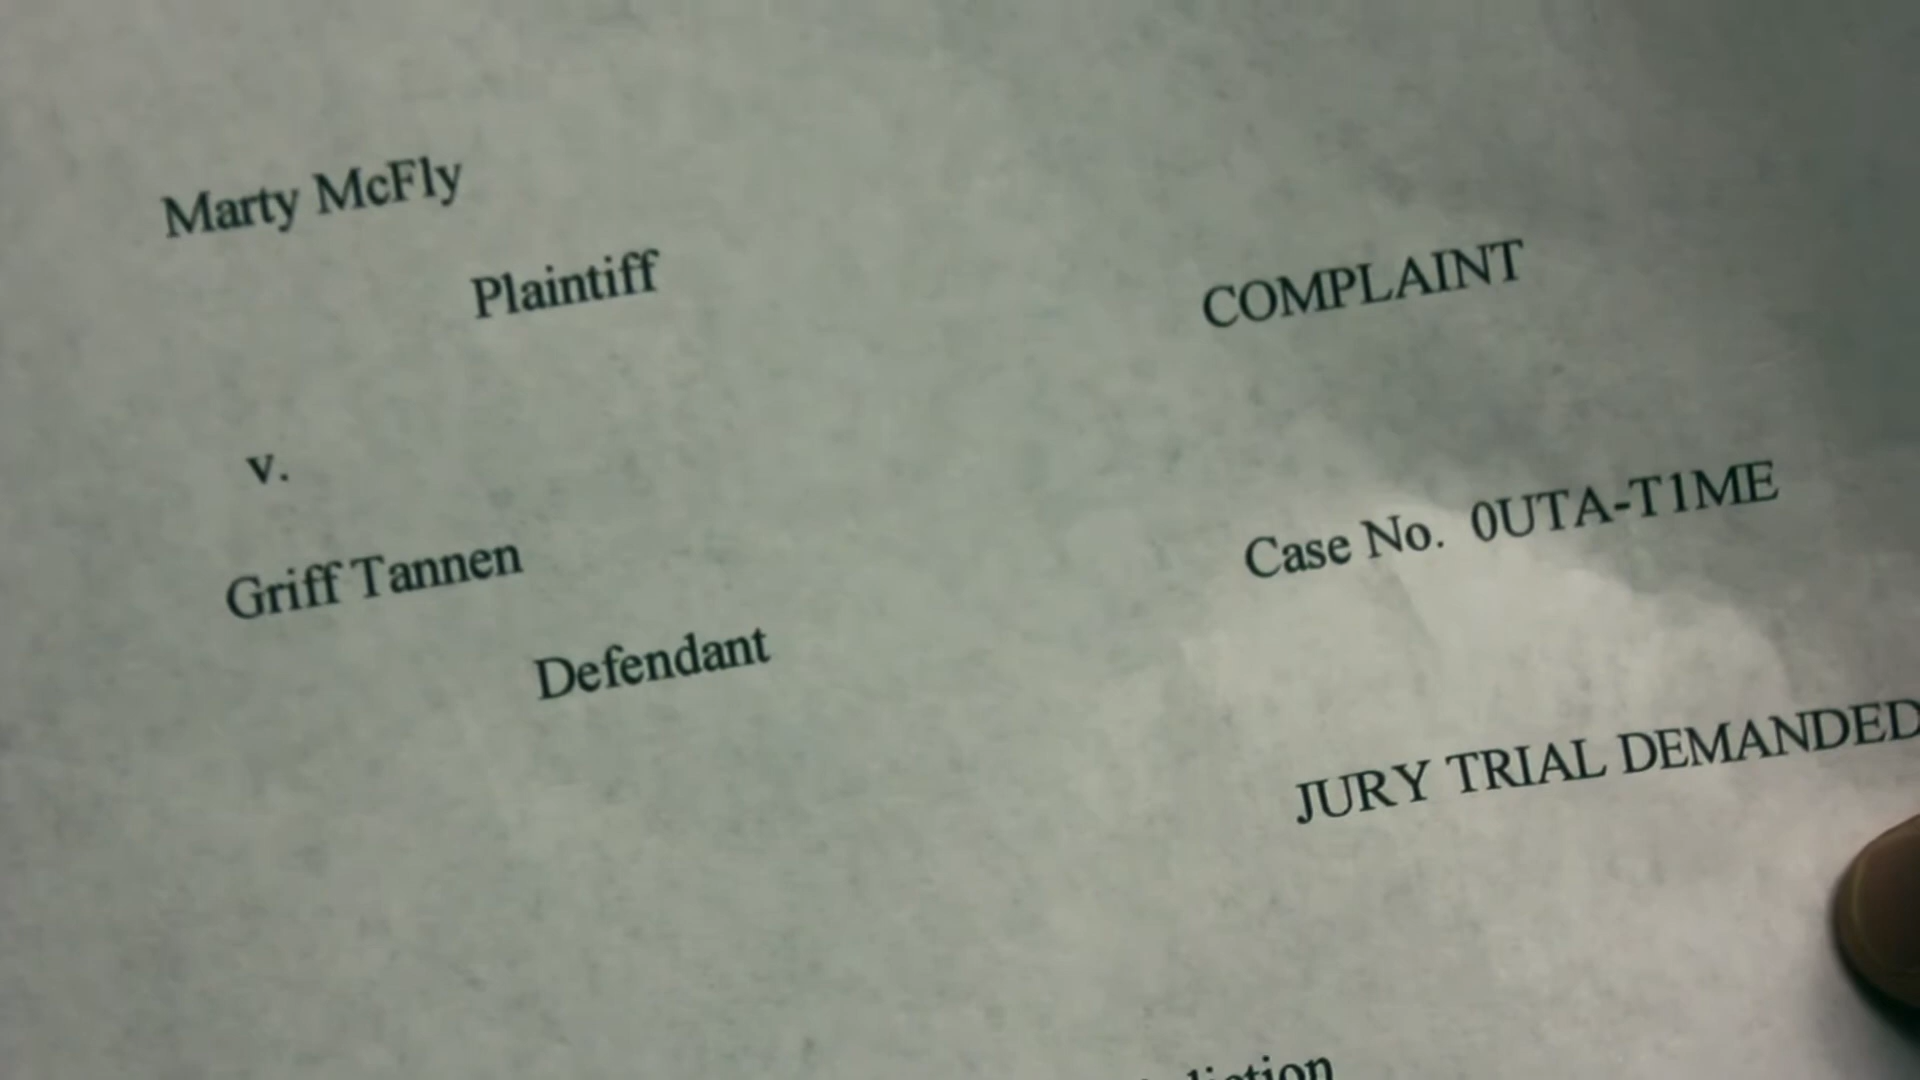 Marty McFly
Plaintiff
COMPLAINT
v.
Case No. 0UTA-T1ME
Griff Tannen
Defendant
JURY TRIAL DEMANDED